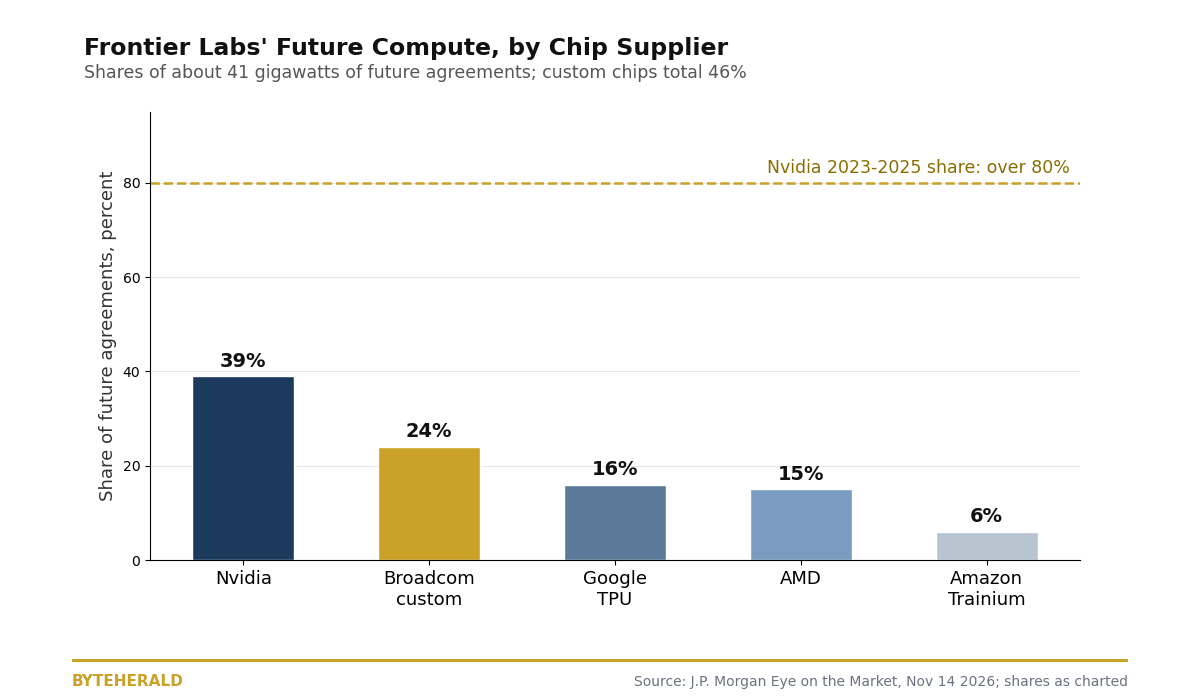 Frontier Labs' Future Compute, by Chip Supplier
Shares of about 41 gigawatts of future agreements; custom chips total 46%
Share of future agreements, percent
80
60
40
20
0
Nvidia 2023-2025 share: over 80%
39%
24%
16%
15%
6%
Nvidia
Broadcom
custom
Google
TPU
AMD
Amazon
Trainium
BYTEHERALD
Source: J.P. Morgan Eye on the Market, Nov 14 2026; shares as charted